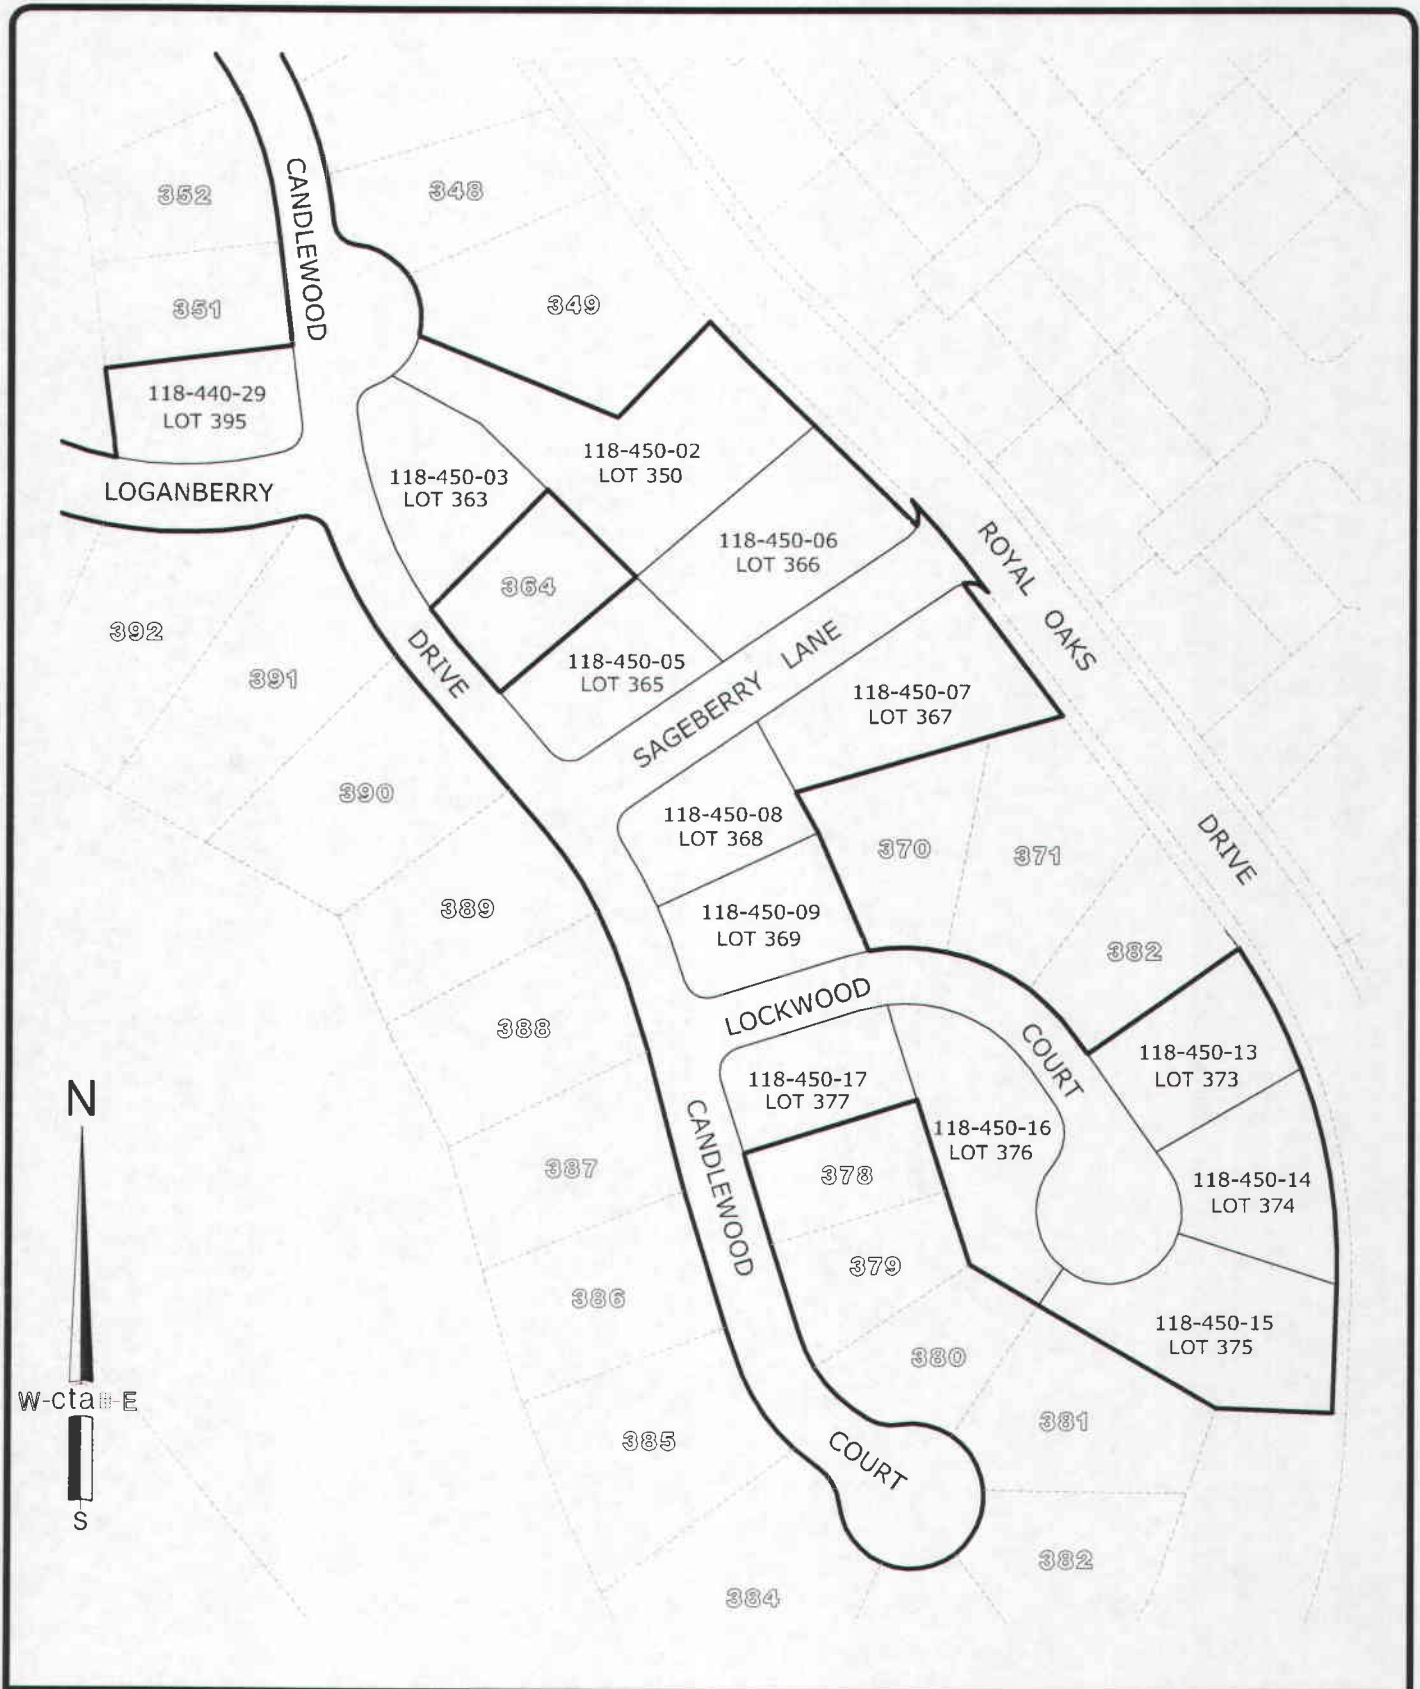 352
348
CANDLEWOOD
351
349
118-440-29
LOT 395
118-450-02
LOT 350
118-450-03
LOT 363
LOGANBERRY
118-450-06
LOT 366
ROYAL OAKS
364
392
DRIVE
118-450-05
LOT 365
SAGEBERRY LANE
391
118-450-07
LOT 367
390
118-450-08
LOT 368
370
371
DRIVE
389
118-450-09
LOT 369
382
LOCKWOOD
388
COURT
118-450-13
LOT 373
118-450-17
LOT 377
N
CANDLEWOOD
118-450-16
LOT 376
387
378
118-450-14
LOT 374
379
386
118-450-15
LOT 375
380
W-cta-E
381
385
COURT
S
382
384